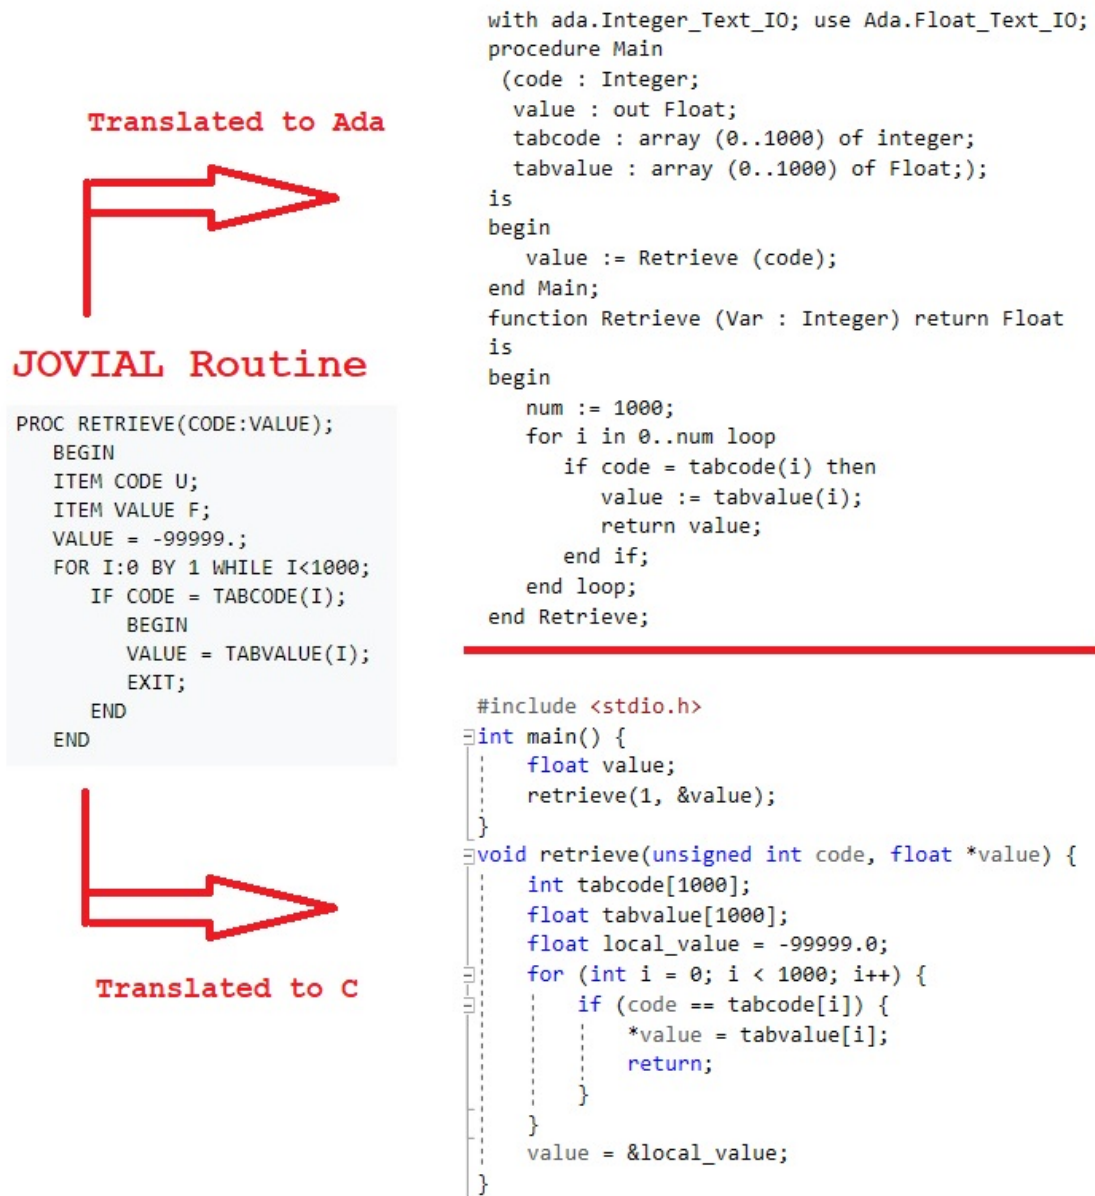 Translated to Ada
JOVIAL Routine
PROC RETRIEVE(CODE:VALUE);
BEGIN
ITEM CODE U;
ITEM VALUE F;
VALUE = -99999.;
FOR I:0 BY 1 WHILE I<1000;
IF CODE = TABCODE(I);
BEGIN
VALUE = TABVALUE(I);
EXIT;
END
END
Translated to C
with ada.Integer_Text_IO; use Ada.Float_Text_IO;
procedure Main
(code : Integer;
value : out Float;
tabcode : array (0..1000) of integer;
tabvalue : array (0..1000) of Float;);
is
begin
value := Retrieve (code);
end Main;
function Retrieve (Var : Integer) return Float
is
begin
num := 1000;
for i in 0..num loop
if code = tabcode(i) then
value := tabvalue(i);
return value;
end if;
end loop;
end Retrieve;
#include <stdio.h>
int main() {
float value;
retrieve(1, &value);
}
void retrieve(unsigned int code, float *value) {
int tabcode[1000];
float tabvalue[1000];
float local_value = -99999.0;
for (int i = 0; i < 1000; i++) {
if (code == tabcode[i]) {
*value = tabvalue[i];
return;
}
}
value = &local_value;
}